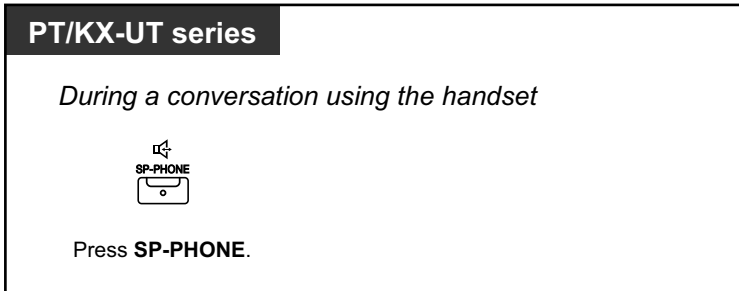 PT/KX-UT series
During a conversation using the handset
SP-PHONE
Press SP-PHONE.